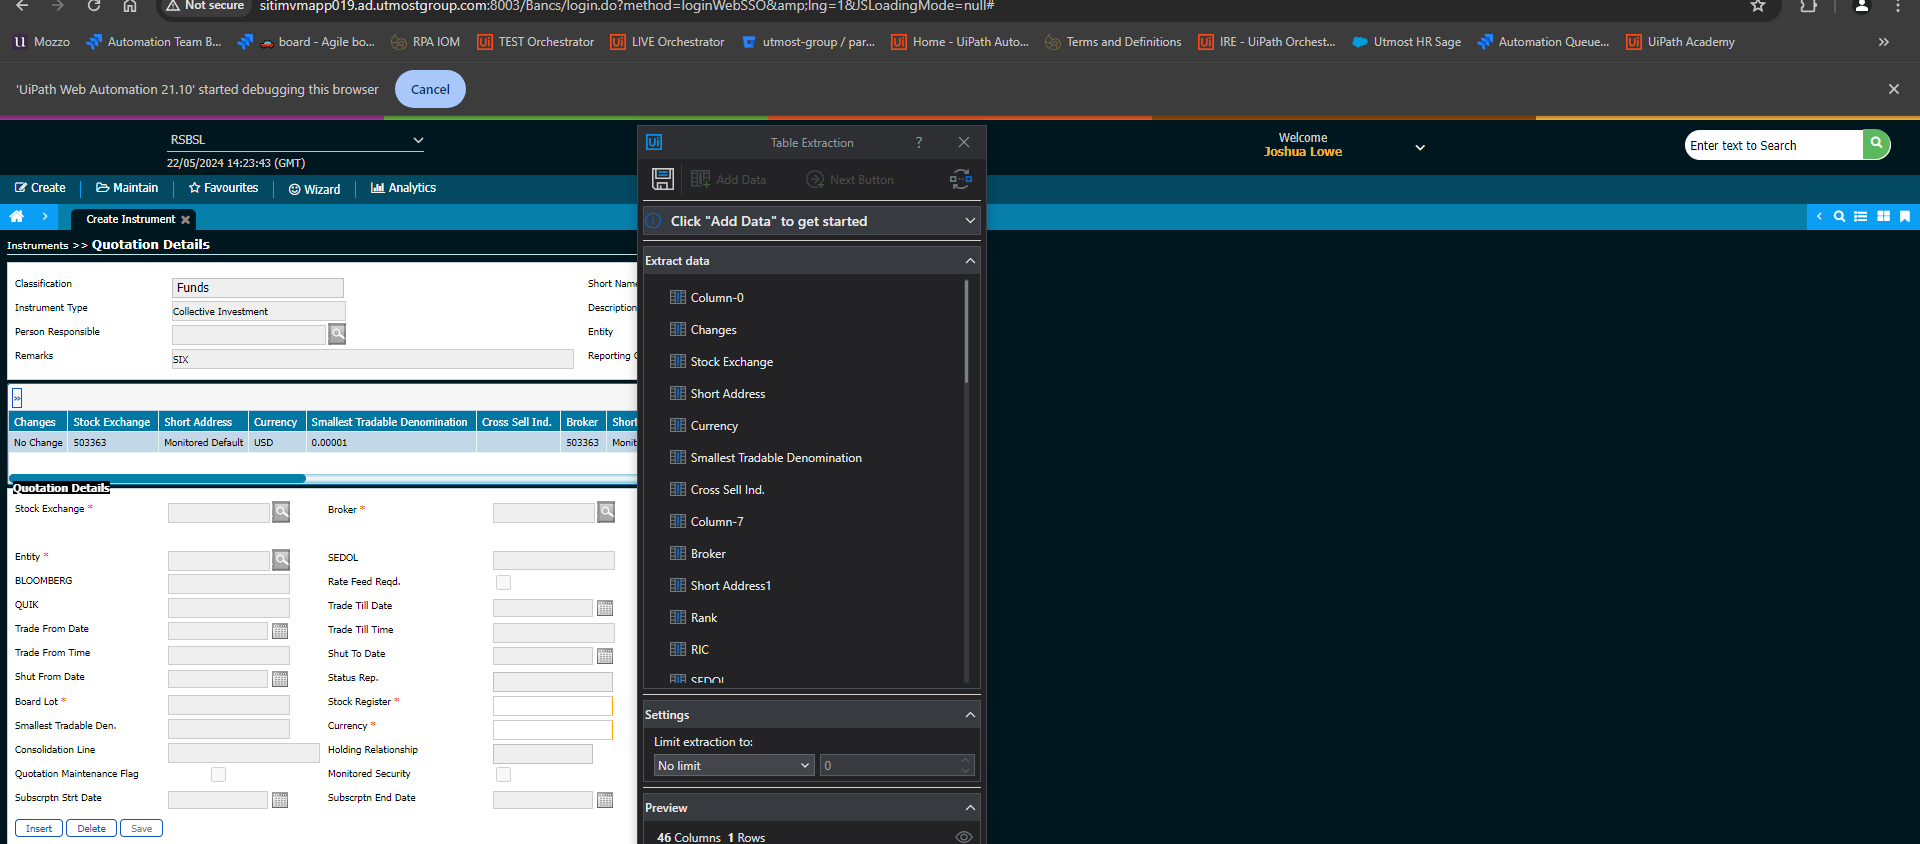 Not secure sitimvmapp019.ad.utmostgroup.com:8003/Bancs/login.do?method=loginWebSSO&amp;lng=1&JSLoadingMode=null#
Mozzo Automation Team B... board - Agile bo... RPA IOM TEST Orchestrator LIVE Orchestrator utmost-group / par... Home - UiPath Auto... Terms and Definitions IRE - UiPath Orchest... Utmost HR Sage Automation Queue... UiPath Academy
'UiPath Web Automation 21.10' started debugging this browser Cancel
RSBSL
22/05/2024 14:23:43 (GMT)
Welcome
Joshua Lowe
Enter text to Search
Create Maintain Favourites Wizard Analytics
Create Instrument
Instruments >> Quotation Details
Classification Funds Short Name
Instrument Type Collective Investment Description
Person Responsible Entity
Remarks SIX Reporting C
Changes Stock Exchange Short Address Currency Smallest Tradable Denomination Cross Sell Ind. Broker Short
No Change 503363 Monitored Default USD 0.00001 503363 Monit
Quotation Details
Stock Exchange * Broker *
Entity * SEDOL
BLOOMBERG Rate Feed Reqd.
QUIK Trade Till Date
Trade From Date Trade Till Time
Trade From Time Shut To Date
Shut From Date Status Rep.
Board Lot * Stock Register *
Smallest Tradable Den. Currency *
Consolidation Line Holding Relationship
Quotation Maintenance Flag Monitored Security
Subscrptn Strt Date Subscrptn End Date
Insert Delete Save
Ui Table Extraction ?
Add Data Next Button
Click "Add Data" to get started
Extract data
Column-0
Changes
Stock Exchange
Short Address
Currency
Smallest Tradable Denomination
Cross Sell Ind.
Column-7
Broker
Short Address1
Rank
RIC
SEDOL
Settings
Limit extraction to:
No limit 0
Preview
46 Columns 1 Rows